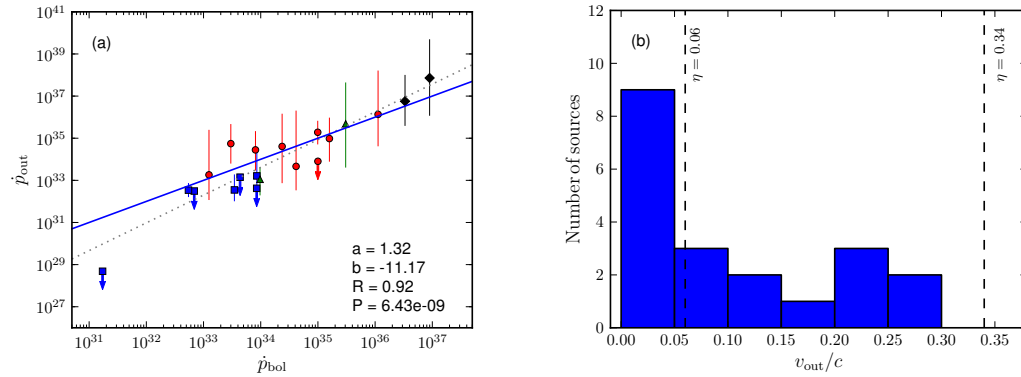 (a)
10^41
10^39
10^37
10^35
10^33
10^31
10^29
10^27
ṗ_out
a = 1.32
b = -11.17
R = 0.92
P = 6.43e-09
10^31 10^32 10^33 10^34 10^35 10^36 10^37
ṗ_bol
(b)
12
10
8
6
4
2
0
Number of sources
η = 0.06
η = 0.34
0.00 0.05 0.10 0.15 0.20 0.25 0.30 0.35
v_out/c